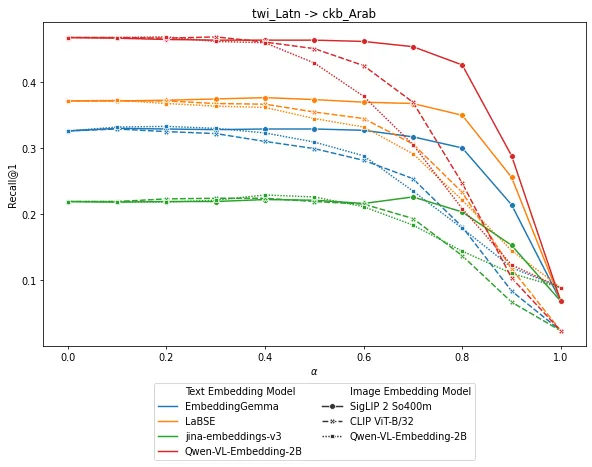 twi_Latn -> ckb_Arab
Recall@1
0.4
0.3
0.2
0.1
0.0 0.2 0.4 0.6 0.8 1.0
α
Text Embedding Model Image Embedding Model
EmbeddingGemma SigLIP 2 So400m
LaBSE CLIP ViT-B/32
jina-embeddings-v3 Qwen-VL-Embedding-2B
Qwen-VL-Embedding-2B